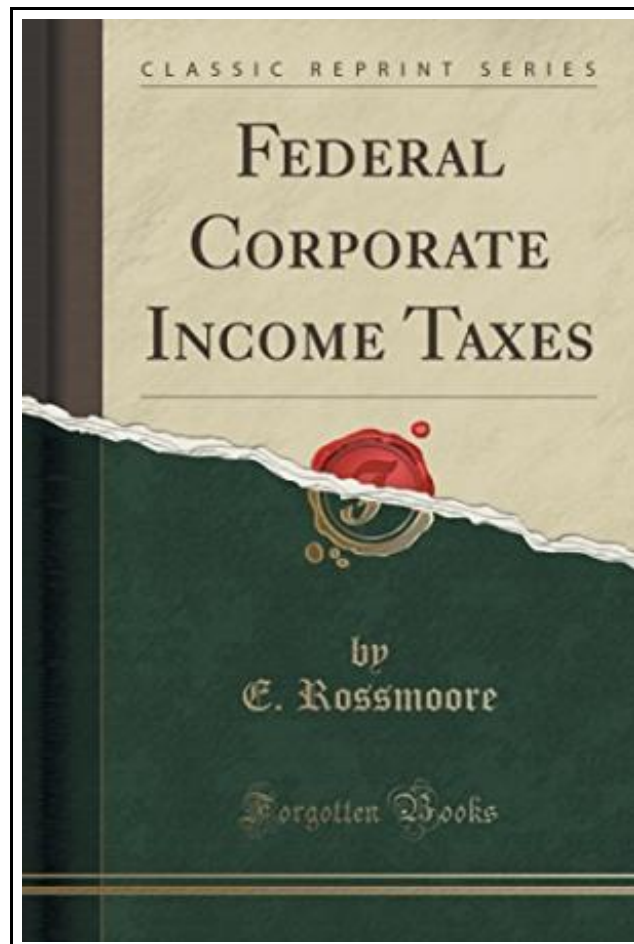 CLASSIC REPRINT SERIES
FEDERAL
CORPORATE
INCOME TAXES
by
E. Rossmoore
Forgotten Books